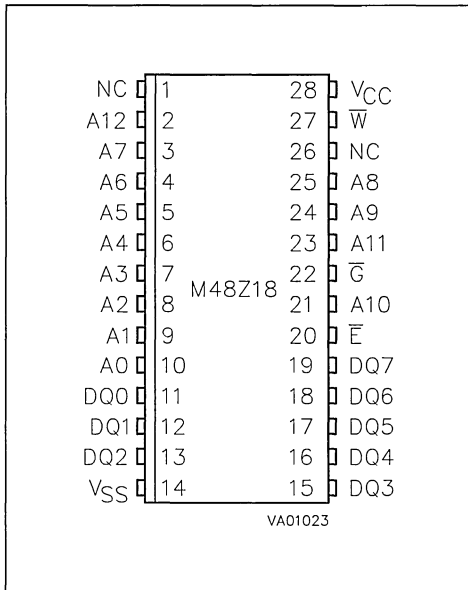 NC 1 28 VCC
A12 2 27 W̅
A7 3 26 NC
A6 4 25 A8
A5 5 24 A9
A4 6 23 A11
A3 7 22 G̅
M48Z18
A2 8 21 A10
A1 9 20 E̅
A0 10 19 DQ7
DQ0 11 18 DQ6
DQ1 12 17 DQ5
DQ2 13 16 DQ4
VSS 14 15 DQ3
VA01023